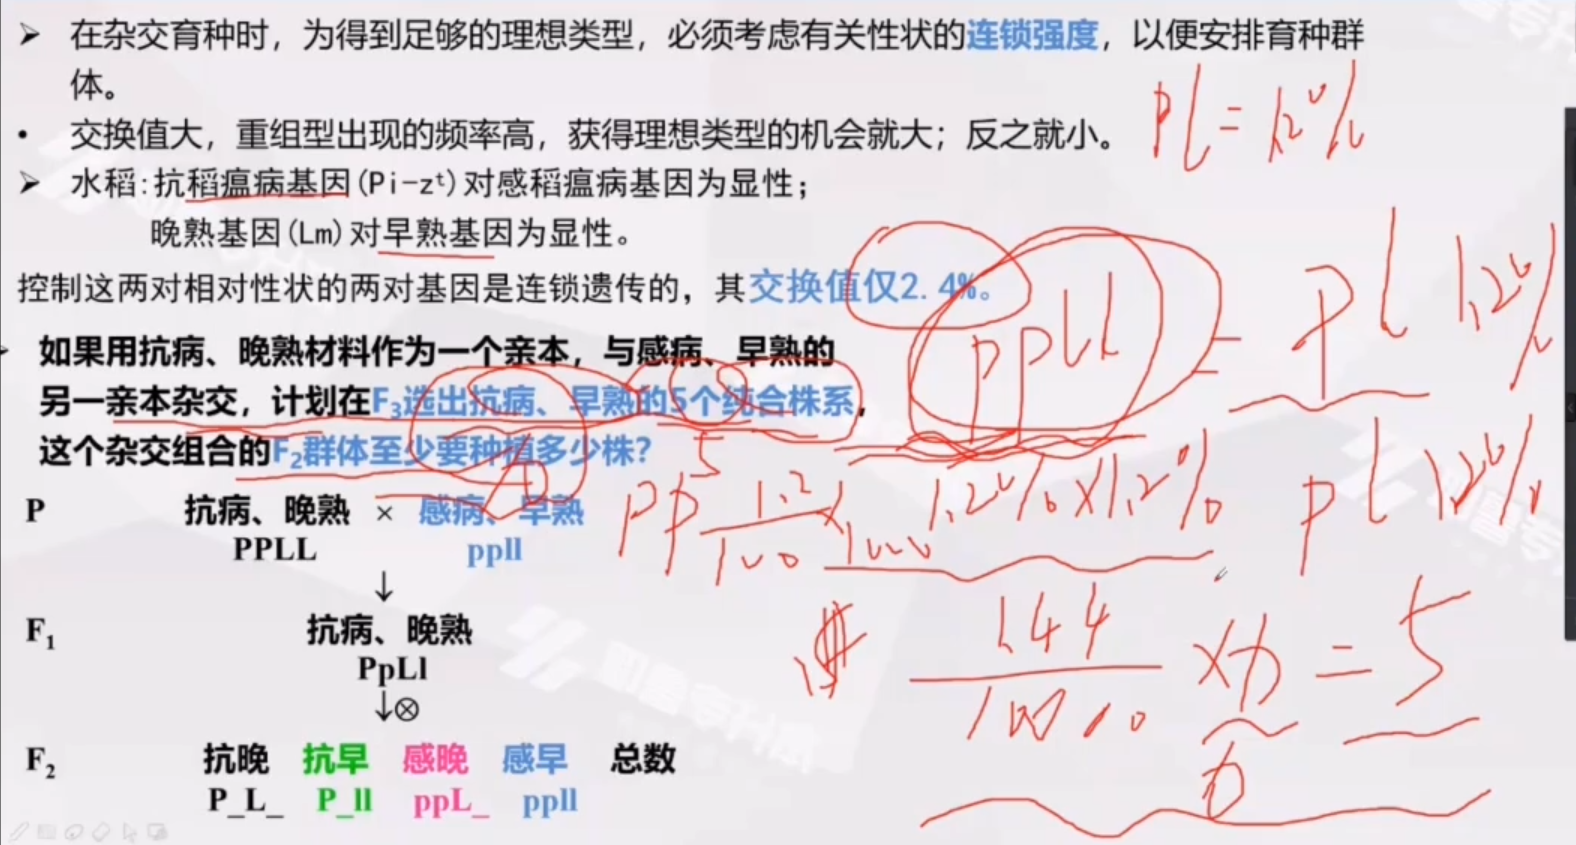 ➤ 在杂交育种时，为得到足够的理想类型，必须考虑有关性状的连锁强度，以便安排育种群
体。
• 交换值大，重组型出现的频率高，获得理想类型的机会就大；反之就小。
Pl = 1.2%
➤ 水稻:抗稻瘟病基因(Pi-zᵗ)对感稻瘟病基因为显性；
晚熟基因(Lm)对早熟基因为显性。
控制这两对相对性状的两对基因是连锁遗传的，其交换值仅2.4%。
如果用抗病、晚熟材料作为一个亲本，与感病、早熟的
另一亲本杂交，计划在F₃选出抗病、早熟的5个纯合株系，
这个杂交组合的F₂群体至少要种植多少株？
PPll = Pl 1.2%
Pl 1.2%
5
PP
1.2% × 1.2%
1.2
100
×
1.44
× n = 5
P 抗病、晚熟 × 感病、早熟
PPLL ppll
↓
F₁ 抗病、晚熟
PpLl
↓⊗
F₂ 抗晚 抗早 感晚 感早 总数
P_L_ P_ll ppL_ ppll